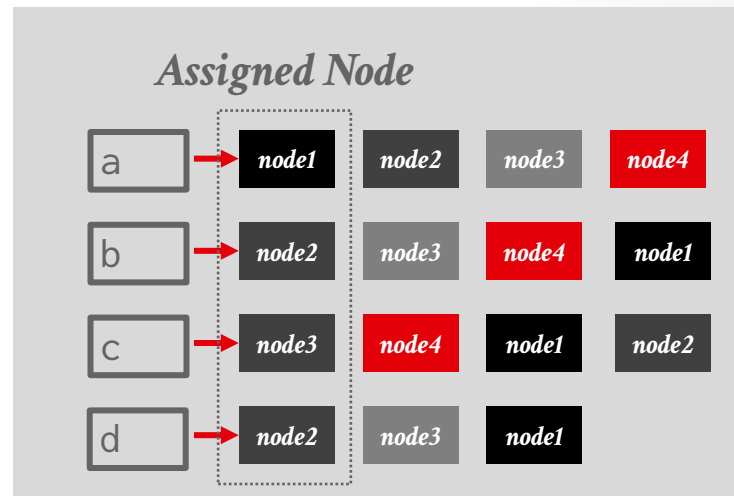 Assigned Node
a node1 node2 node3 node4
b node2 node3 node4 node1
c node3 node4 node1 node2
d node2 node3 node1